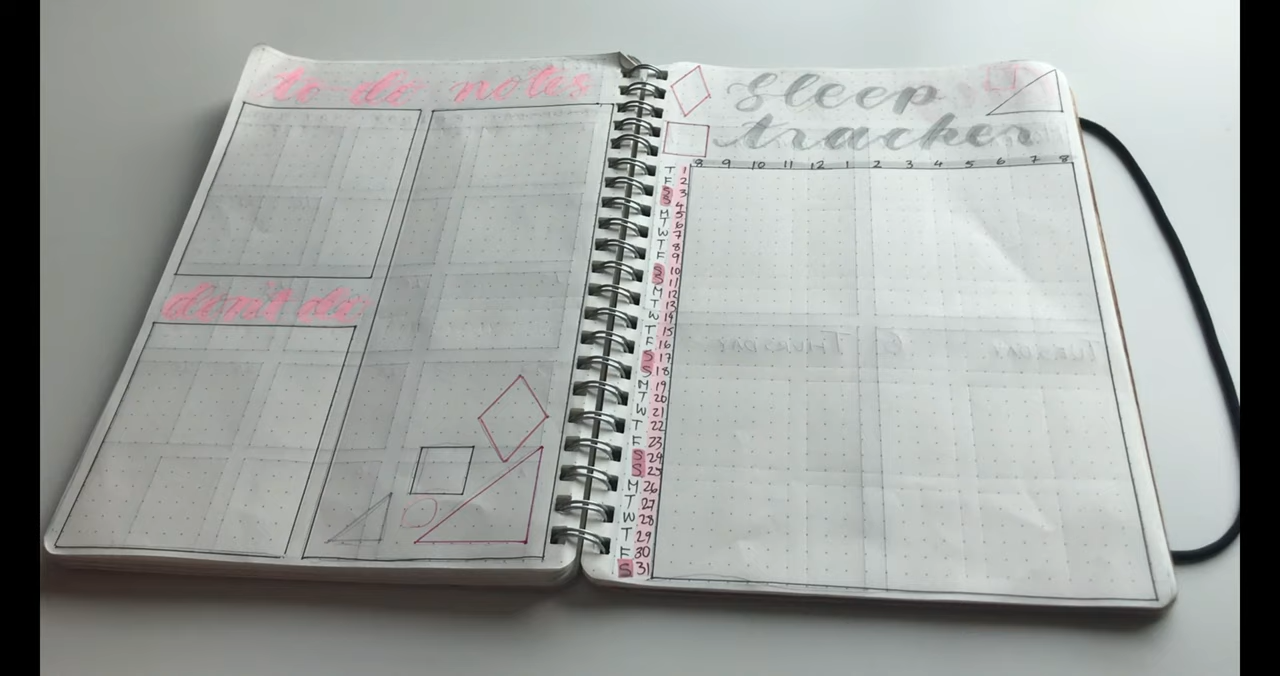 to-do notes
don't do
Sleep
tracker
8 9 10 11 12 1 2 3 4 5 6 7 8
T 1
F 2
S 3
S 4
M 5
T 6
W 7
T 8
F 9
S 10
S 11
M 12
T 13
W 14
T 15
F 16
S 17
S 18
M 19
T 20
W 21
T 22
F 23
S 24
S 25
M 26
T 27
W 28
T 29
F 30
S 31